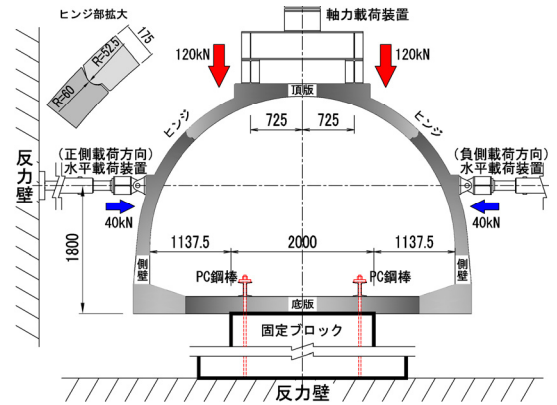 ヒンジ部拡大
175
R=52.5
R=60
軸力載荷装置
120kN
120kN
頂版
725
725
ヒンジ
ヒンジ
反力壁
（正側載荷方向）
水平載荷装置
（負側載荷方向）
水平載荷装置
40kN
40kN
1800
1137.5
2000
1137.5
側壁
側壁
PC鋼棒
PC鋼棒
底版
固定ブロック
反力壁